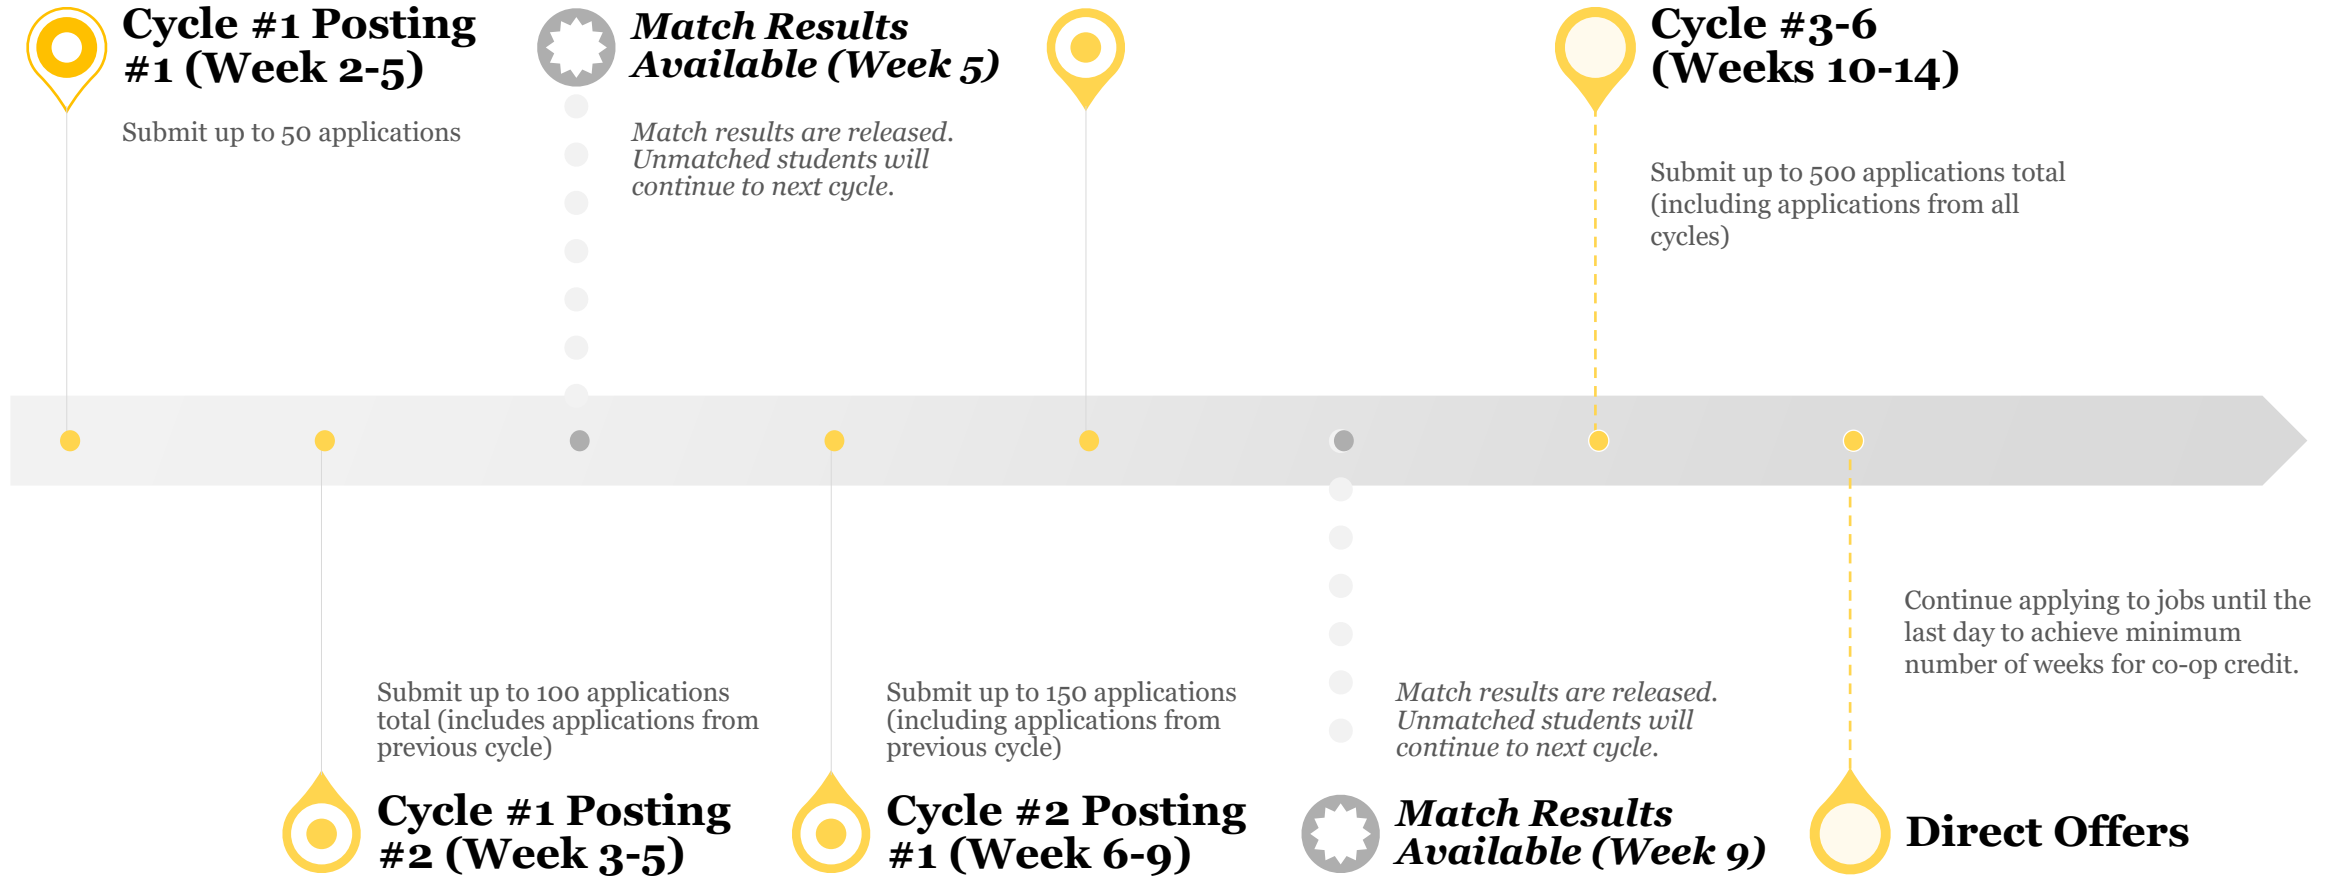 Cycle #1 Posting
#1 (Week 2-5)
Submit up to 50 applications
Match Results
Available (Week 5)
Match results are released.
Unmatched students will
continue to next cycle.
Cycle #3-6
(Weeks 10-14)
Submit up to 500 applications total
(including applications from all
cycles)
Submit up to 100 applications
total (includes applications from
previous cycle)
Cycle #1 Posting
#2 (Week 3-5)
Submit up to 150 applications
(including applications from
previous cycle)
Cycle #2 Posting
#1 (Week 6-9)
Match results are released.
Unmatched students will
continue to next cycle.
Match Results
Available (Week 9)
Continue applying to jobs until the
last day to achieve minimum
number of weeks for co-op credit.
Direct Offers